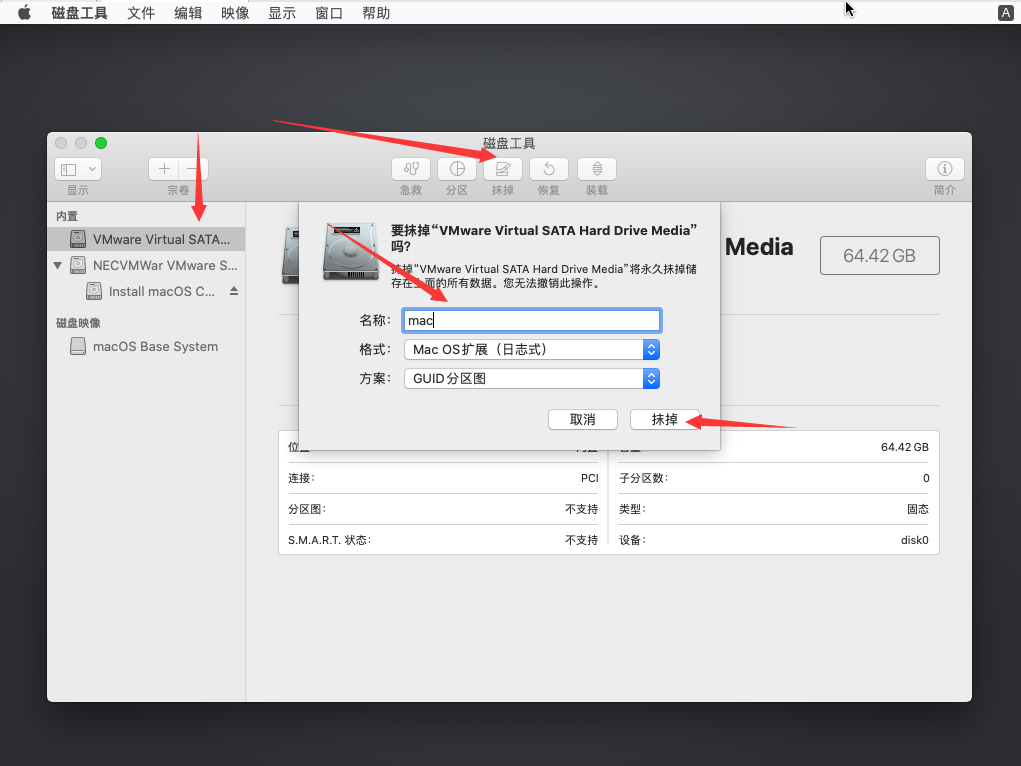 磁盘工具 文件 编辑 映像 显示 窗口 帮助 A
磁盘工具
显示 宗卷 急救 分区 抹掉 恢复 装载 简介
内置
VMware Virtual SATA...
NECVMWar VMware S...
Install macOS C...
磁盘映像
macOS Base System
要抹掉“VMware Virtual SATA Hard Drive Media”
吗?
抹掉“VMware Virtual SATA Hard Drive Media”将永久抹掉储
存在上面的所有数据。您无法撤销此操作。
Media
64.42 GB
名称: mac
格式: Mac OS扩展（日志式）
方案: GUID分区图
取消 抹掉
64.42 GB
连接: PCI
子分区数: 0
分区图: 不支持
类型: 固态
S.M.A.R.T. 状态: 不支持
设备: disk0